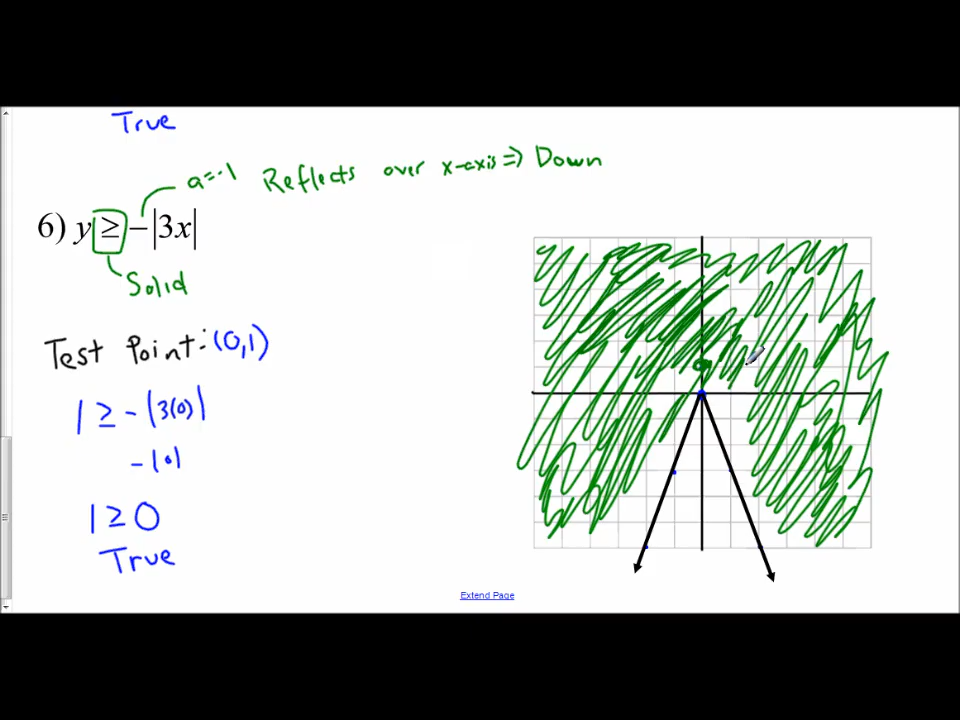 True
a=-1 Reflects over x-axis => Down
6) y ≥ -|3x|
Solid
Test Point: (0,1)
1 ≥ -|3(0)|
-|0|
1 ≥ 0
True
Extend Page